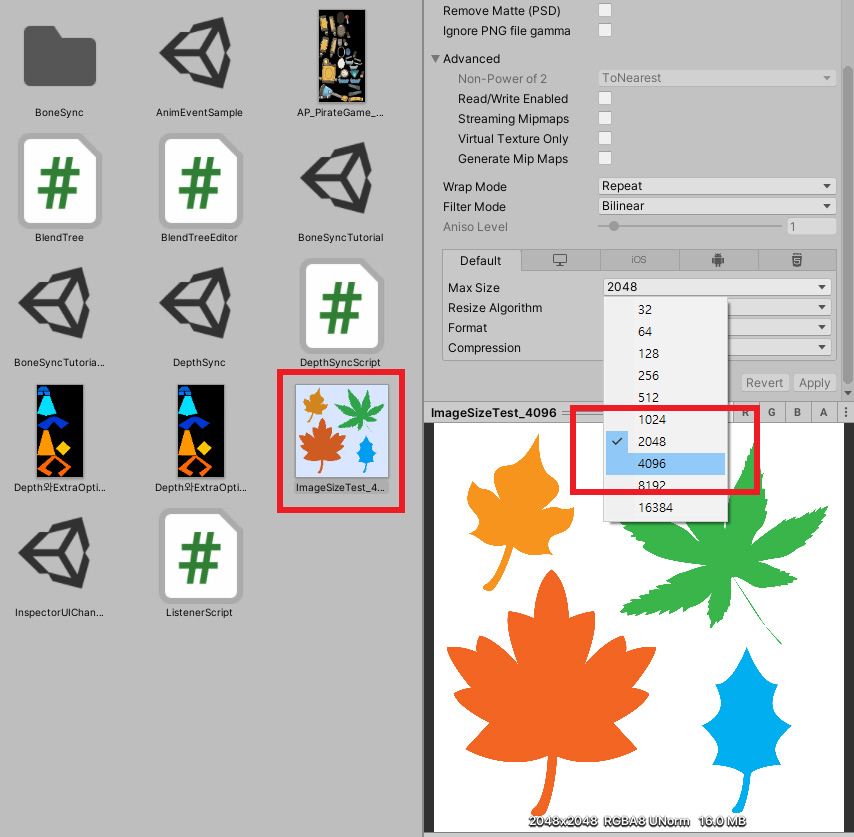 BoneSync
AnimEventSample
AP_PirateGame_...
BlendTree
BlendTreeEditor
BoneSyncTutorial
BoneSyncTutoria...
DepthSync
DepthSyncScript
Depth와ExtraOpti...
Depth와ExtraOpti...
ImageSizeTest_4...
InspectorUIChan...
ListenerScript
Remove Matte (PSD)
Ignore PNG file gamma
Advanced
Non-Power of 2
ToNearest
Read/Write Enabled
Streaming Mipmaps
Virtual Texture Only
Generate Mip Maps
Wrap Mode
Repeat
Filter Mode
Bilinear
Aniso Level
1
Default
iOS
Max Size
2048
Resize Algorithm
Format
Compression
32
64
128
256
512
1024
2048
4096
8192
16384
Revert
Apply
ImageSizeTest_4096
R
G
B
A
2048x2048 RGBA8 UNorm 16.0 MB